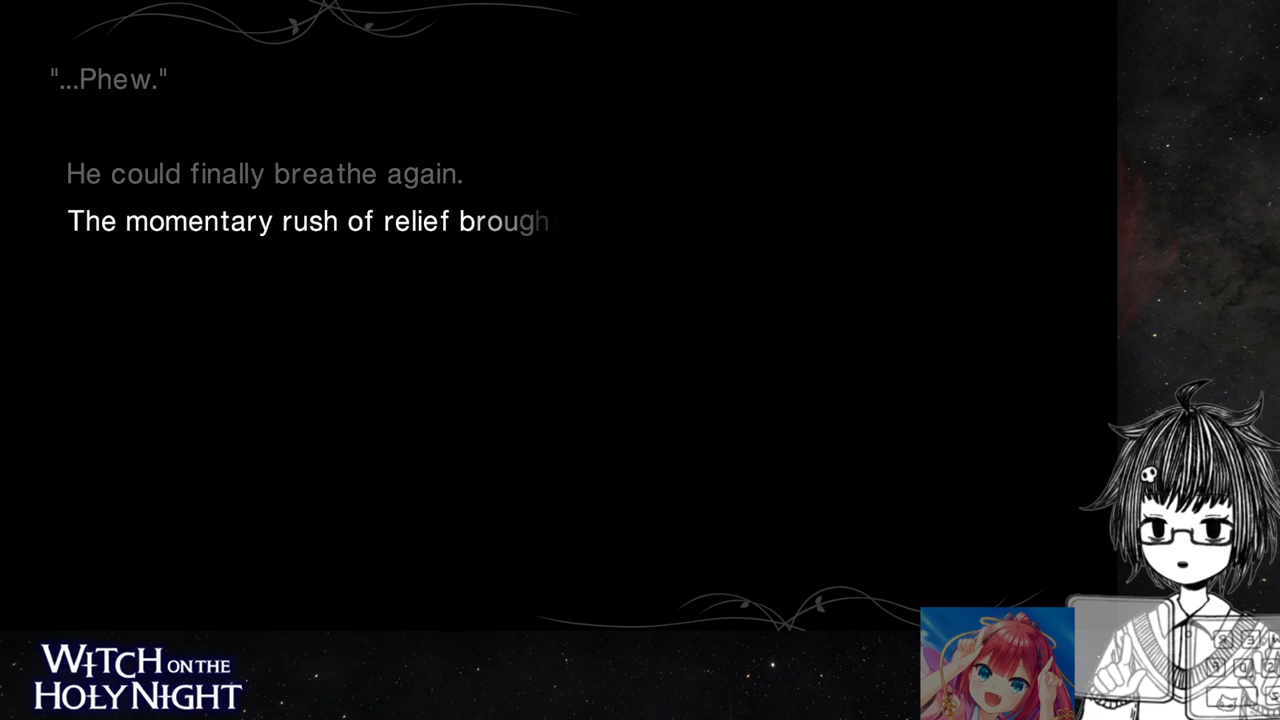 "...Phew."
He could finally breathe again.
The momentary rush of relief brough
WITCH ON THE
HOLY NIGHT